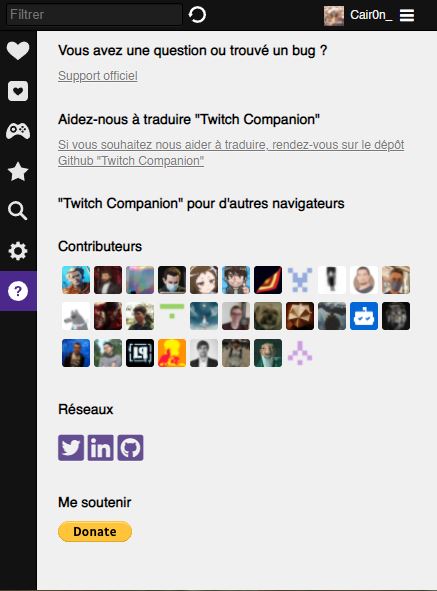 Filtrer
Cair0n_
Vous avez une question ou trouvé un bug ?
Support officiel
Aidez-nous à traduire "Twitch Companion"
Si vous souhaitez nous aider à traduire, rendez-vous sur le dépôt
Github "Twitch Companion"
"Twitch Companion" pour d'autres navigateurs
Contributeurs
Réseaux
Me soutenir
Donate